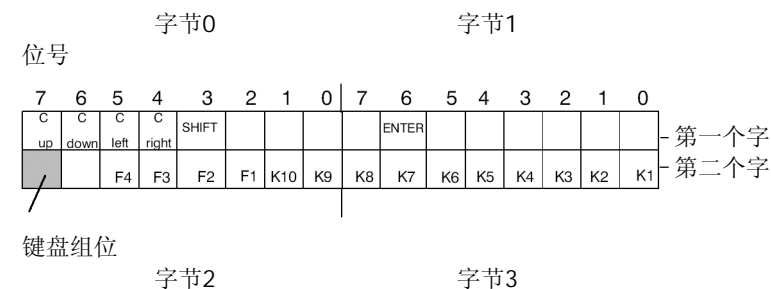 字节0 字节1
位号
7 6 5 4 3 2 1 0 7 6 5 4 3 2 1 0
C up C down C left C right SHIFT ENTER 第一个字
F4 F3 F2 F1 K10 K9 K8 K7 K6 K5 K4 K3 K2 K1 第二个字
键盘组位
字节2 字节3